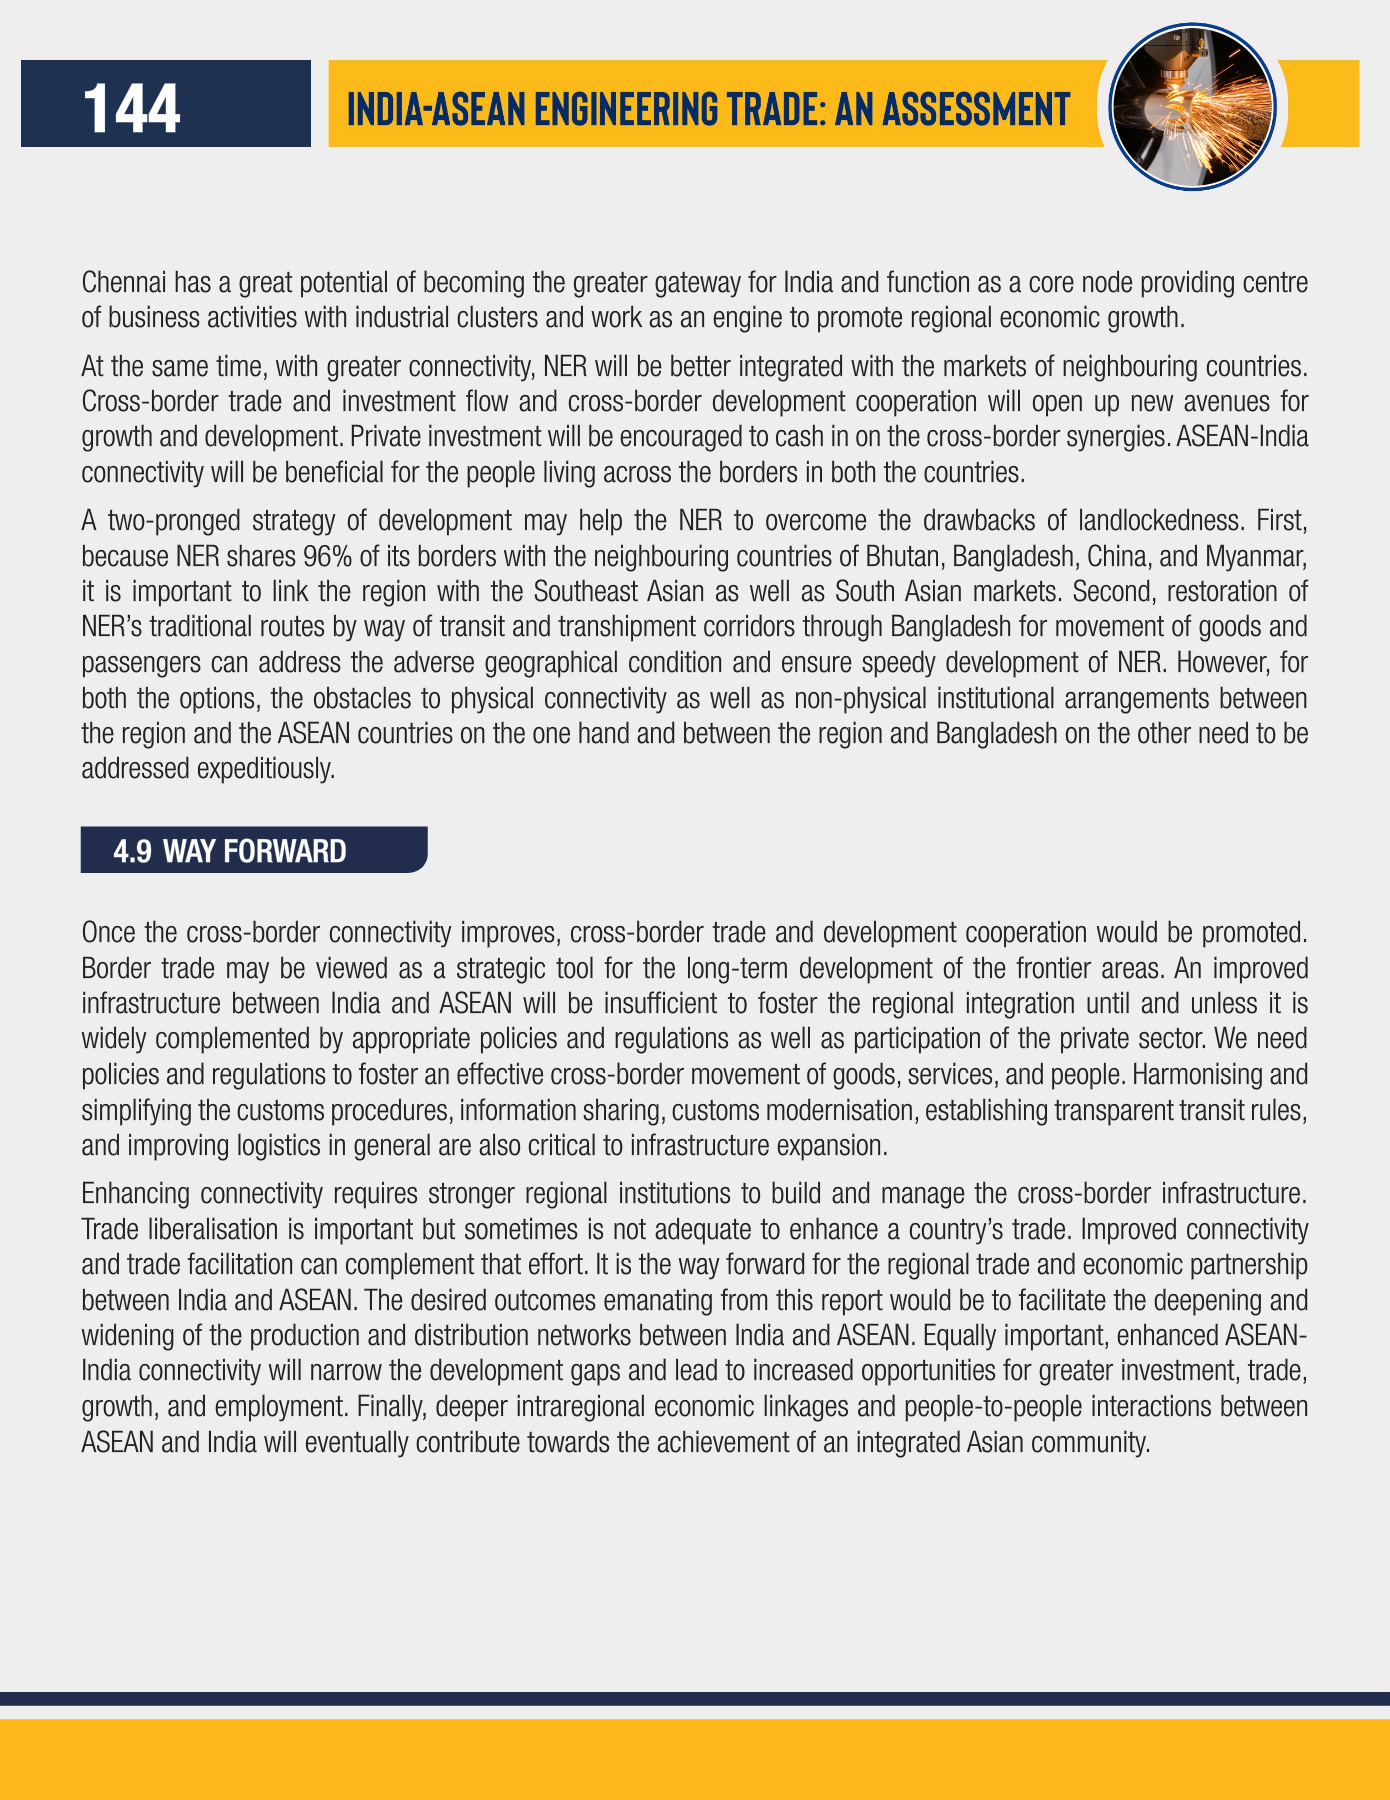 144
INDIA-ASEAN ENGINEERING TRADE: AN ASSESSMENT
Chennai has a great potential of becoming the greater gateway for India and function as a core node providing centre
of business activities with industrial clusters and work as an engine to promote regional economic growth.
At the same time, with greater connectivity, NER will be better integrated with the markets of neighbouring countries.
Cross-border trade and investment flow and cross-border development cooperation will open up new avenues for
growth and development. Private investment will be encouraged to cash in on the cross-border synergies. ASEAN-India
connectivity will be beneficial for the people living across the borders in both the countries.
A two-pronged strategy of development may help the NER to overcome the drawbacks of landlockedness. First,
because NER shares 96% of its borders with the neighbouring countries of Bhutan, Bangladesh, China, and Myanmar,
it is important to link the region with the Southeast Asian as well as South Asian markets. Second, restoration of
NER’s traditional routes by way of transit and transhipment corridors through Bangladesh for movement of goods and
passengers can address the adverse geographical condition and ensure speedy development of NER. However, for
both the options, the obstacles to physical connectivity as well as non-physical institutional arrangements between
the region and the ASEAN countries on the one hand and between the region and Bangladesh on the other need to be
addressed expeditiously.
4.9 WAY FORWARD
Once the cross-border connectivity improves, cross-border trade and development cooperation would be promoted.
Border trade may be viewed as a strategic tool for the long-term development of the frontier areas. An improved
infrastructure between India and ASEAN will be insufficient to foster the regional integration until and unless it is
widely complemented by appropriate policies and regulations as well as participation of the private sector. We need
policies and regulations to foster an effective cross-border movement of goods, services, and people. Harmonising and
simplifying the customs procedures, information sharing, customs modernisation, establishing transparent transit rules,
and improving logistics in general are also critical to infrastructure expansion.
Enhancing connectivity requires stronger regional institutions to build and manage the cross-border infrastructure.
Trade liberalisation is important but sometimes is not adequate to enhance a country’s trade. Improved connectivity
and trade facilitation can complement that effort. It is the way forward for the regional trade and economic partnership
between India and ASEAN. The desired outcomes emanating from this report would be to facilitate the deepening and
widening of the production and distribution networks between India and ASEAN. Equally important, enhanced ASEAN-
India connectivity will narrow the development gaps and lead to increased opportunities for greater investment, trade,
growth, and employment. Finally, deeper intraregional economic linkages and people-to-people interactions between
ASEAN and India will eventually contribute towards the achievement of an integrated Asian community.